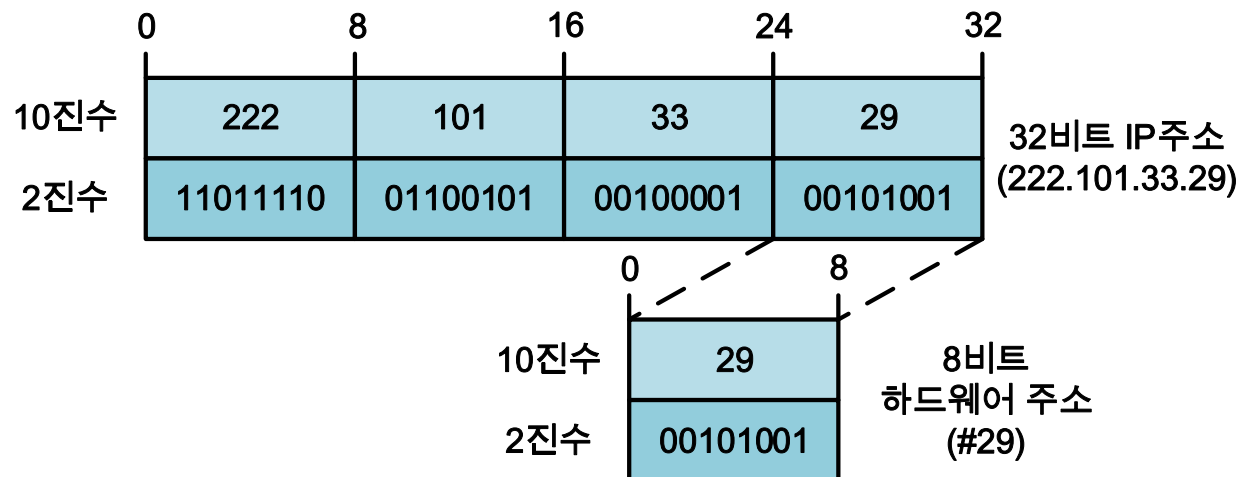 0 8 16 24 32
10진수 222 101 33 29
2진수 11011110 01100101 00100001 00101001
32비트 IP주소
(222.101.33.29)
0 8
10진수 29
2진수 00101001
8비트
하드웨어 주소
(#29)